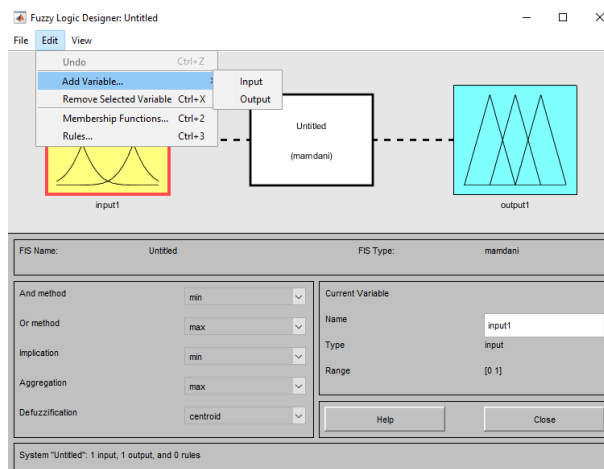 Fuzzy Logic Designer: Untitled
File Edit View
Undo Ctrl+Z
Add Variable... Input
Remove Selected Variable Ctrl+X Output
Membership Functions... Ctrl+2
Rules... Ctrl+3
Untitled
(mamdani)
input1
output1
FIS Name: Untitled FIS Type: mamdani
And method min
Or method max
Implication min
Aggregation max
Defuzzification centroid
Current Variable
Name input1
Type input
Range [0 1]
Help Close
System "Untitled": 1 input, 1 output, and 0 rules